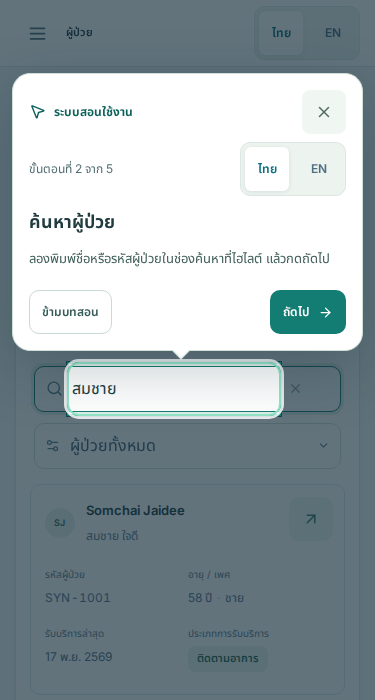 ผู้ป่วย
ไทย EN
ระบบสอนใช้งาน
ขั้นตอนที่ 2 จาก 5
ไทย EN
ค้นหาผู้ป่วย
ลองพิมพ์ชื่อหรือรหัสผู้ป่วยในช่องค้นหาที่ไฮไลต์ แล้วกดถัดไป
ข้ามบทสอน
ถัดไป
สมชาย
ผู้ป่วยทั้งหมด
SJ
Somchai Jaidee
สมชาย ใจดี
รหัสผู้ป่วย
อายุ / เพศ
SYN-1001
58 ปี · ชาย
รับบริการล่าสุด
ประเภทการรับบริการ
17 พ.ย. 2569
ติดตามอาการ